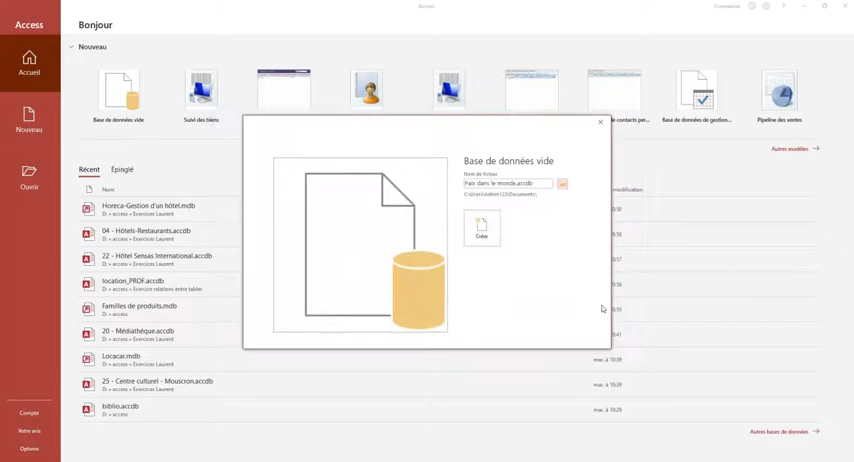 Access
Connexion
?
Access
Bonjour
Accueil
Nouveau
Ouvrir
Compte
Votre avis
Options
Nouveau
Base de données vide
Suivi des biens
de contacts per...
Base de données de gestion...
Pipeline des ventes
Autres modèles
Récent
Épinglé
Nom
modification
Horeca-Gestion d'un hôtel.mdb
D: » access » Exercices Laurent
04 - Hôtels-Restaurants.accdb
D: » access » Exercices Laurent
22 - Hôtel Sensas International.accdb
D: » access » Exercices Laurent
location_PROF.accdb
D: » access » Exercice relations entre tables
Familles de produits.mdb
D: » access
20 - Médiathèque.accdb
D: » access » Exercices Laurent
Locacar.mdb
D: » access » Exercices Laurent
mar. à 10:39
25 - Centre culturel - Mouscron.accdb
D: » access » Exercices Laurent
mar. à 10:39
biblio.accdb
D: » access
mar. à 10:29
Autres bases de données
Base de données vide
Nom de fichier
Paix dans le monde.accdb
C:\Users\Admin123\Documents\
Créer